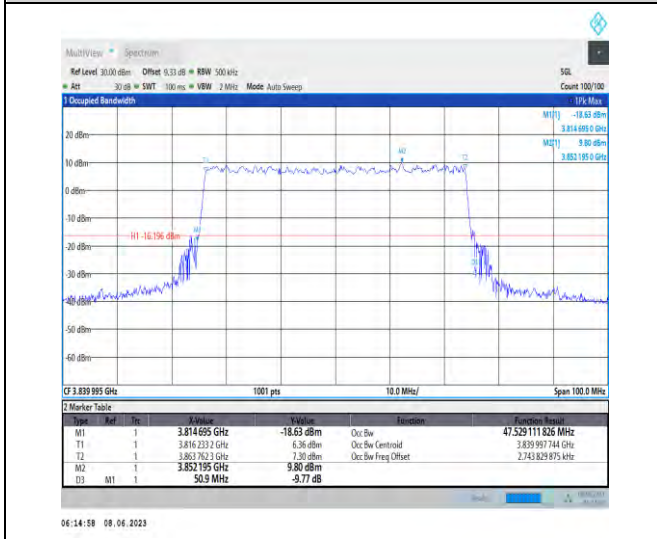 MultiView Spectrum
Ref Level 30.00 dBm Offset 9.33 dB RBW 500 kHz SGL
Att 30 dB SWT 100 ms VBW 2 MHz Mode Auto Sweep Count 100/100
1 Occupied Bandwidth 1Pk Max
M1[1] -18.63 dBm
3.814 695 0 GHz
M2[1] 9.80 dBm
3.852 195 0 GHz
20 dBm
M2
T1
T2
10 dBm
0 dBm
-10 dBm
H1 -16.196 dBm
M1
-20 dBm
-30 dBm
-40 dBm
-50 dBm
-60 dBm
CF 3.839 995 GHz 1001 pts 10.0 MHz/ Span 100.0 MHz
2 Marker Table
Type Ref Trc X-Value Y-Value Function Function Result
M1 1 3.814 695 GHz -18.63 dBm Occ Bw 47.529 111 826 MHz
T1 1 3.816 233 2 GHz 6.36 dBm Occ Bw Centroid 3.839 997 744 GHz
T2 1 3.863 762 3 GHz 7.30 dBm Occ Bw Freq Offset 2.743 829 875 kHz
M2 1 3.852 195 GHz 9.80 dBm
D3 M1 1 50.9 MHz -9.77 dB
06:14:58 08.06.2023